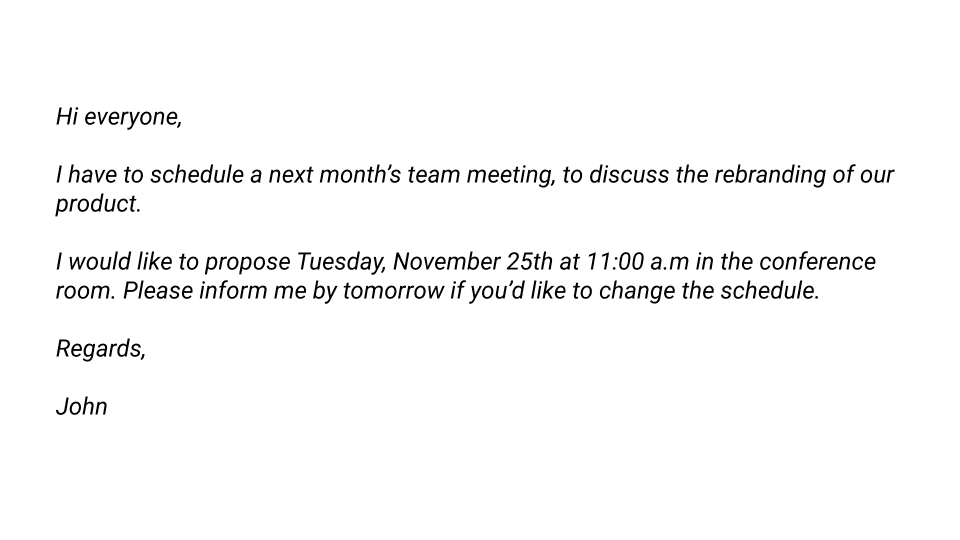 Hi everyone,
I have to schedule a next month’s team meeting, to discuss the rebranding of our
product.
I would like to propose Tuesday, November 25th at 11:00 a.m in the conference
room. Please inform me by tomorrow if you’d like to change the schedule.
Regards,
John